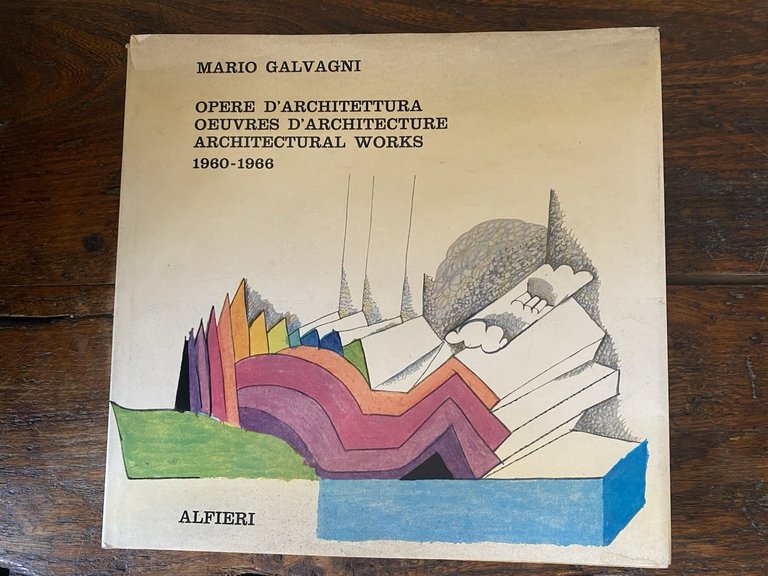 MARIO GALVAGNI
OPERE D'ARCHITETTURA
OEUVRES D'ARCHITECTURE
ARCHITECTURAL WORKS
1960-1966
ALFIERI